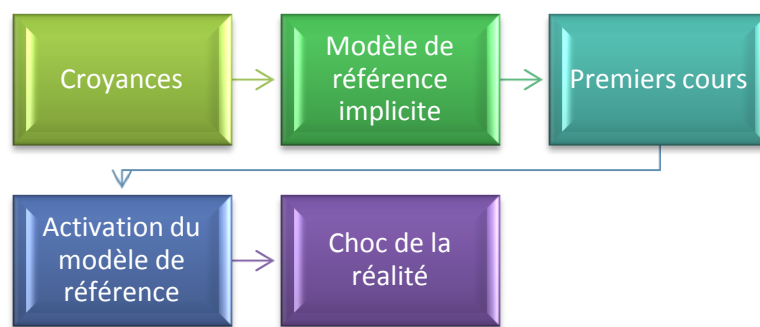 Croyances
Modèle de
référence
implicite
Premiers cours
Activation du
modèle de
référence
Choc de la
réalité